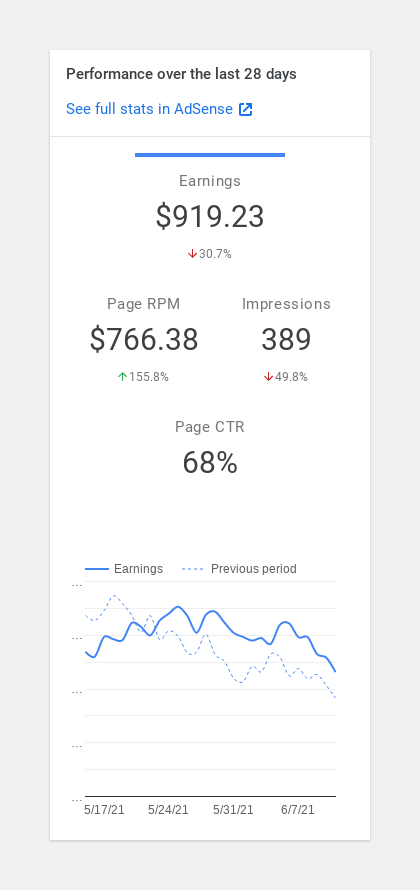 Performance over the last 28 days
See full stats in AdSense
Earnings
$919.23
30.7%
Page RPM
Impressions
$766.38
389
155.8%
49.8%
Page CTR
68%
Earnings
Previous period
...
...
...
...
...
5/17/21
5/24/21
5/31/21
6/7/21